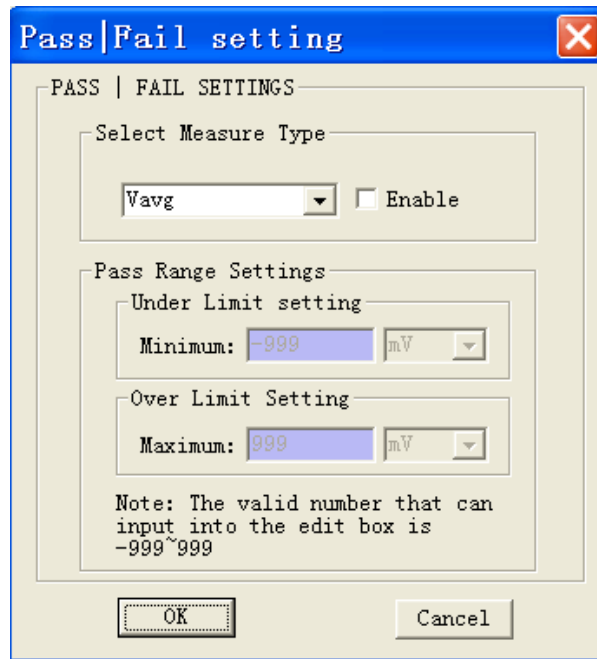 Pass|Fail setting
PASS | FAIL SETTINGS
Select Measure Type
Vavg Enable
Pass Range Settings
Under Limit setting
Minimum: -999 mV
Over Limit Setting
Maximum: 999 mV
Note: The valid number that can
input into the edit box is
-999~999
OK Cancel